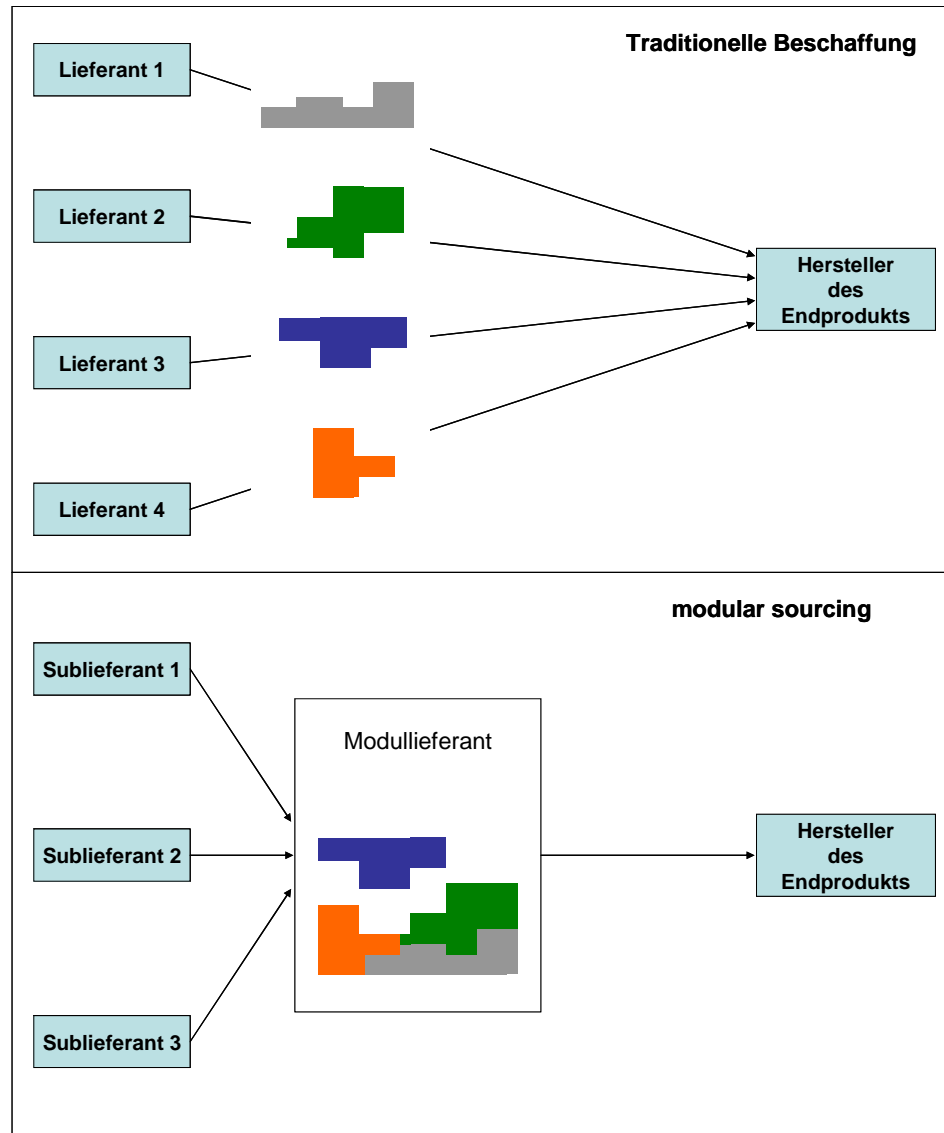 Traditionelle Beschaffung
Lieferant 1
Lieferant 2
Hersteller
des
Endprodukts
Lieferant 3
Lieferant 4
modular sourcing
Sublieferant 1
Modullieferant
Sublieferant 2
Hersteller
des
Endprodukts
Sublieferant 3